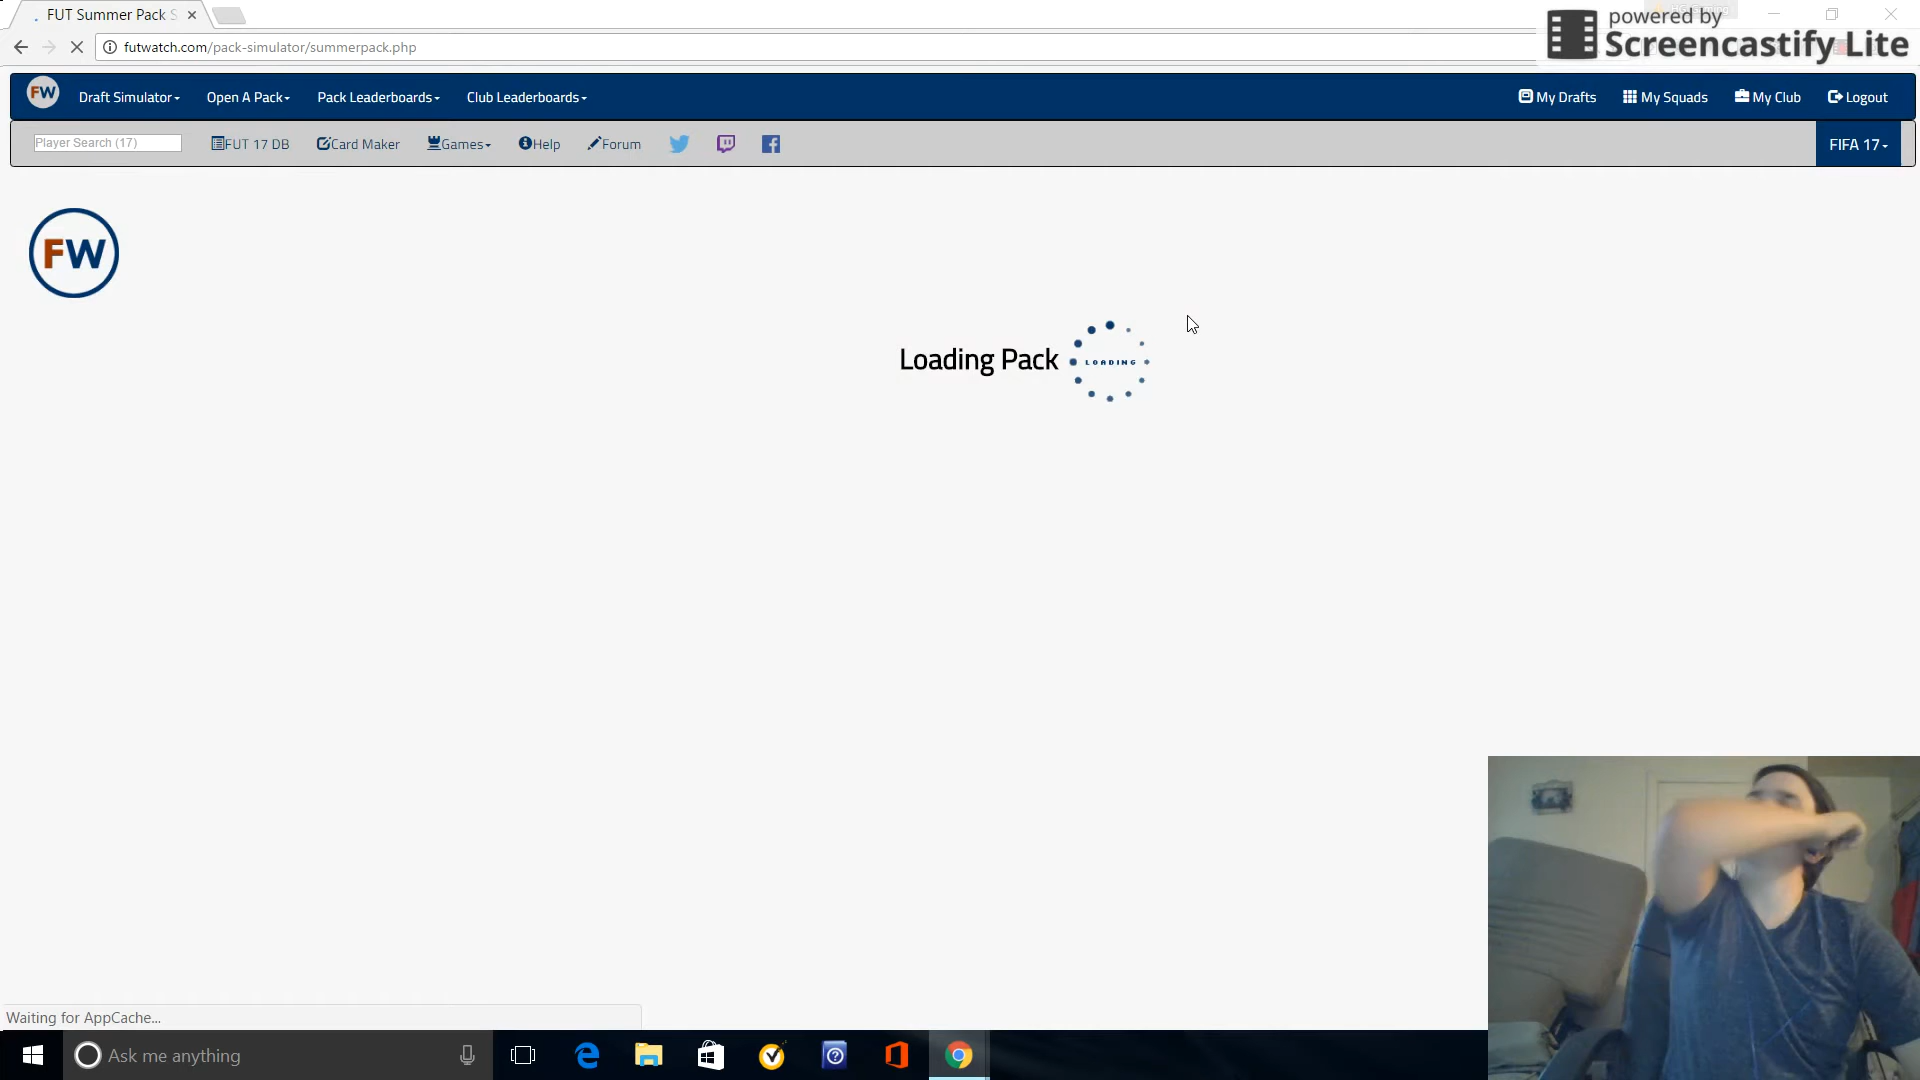 FUT Summer Pack S
powered by
Screencastify Lite
futwatch.com/pack-simulator/summerpack.php
FW
Draft Simulator
Open A Pack
Pack Leaderboards
Club Leaderboards
My Drafts
My Squads
My Club
Logout
Player Search (17)
FUT 17 DB
Card Maker
Games
Help
Forum
FIFA 17
FW
Loading Pack
LOADING
Waiting for AppCache...
Ask me anything